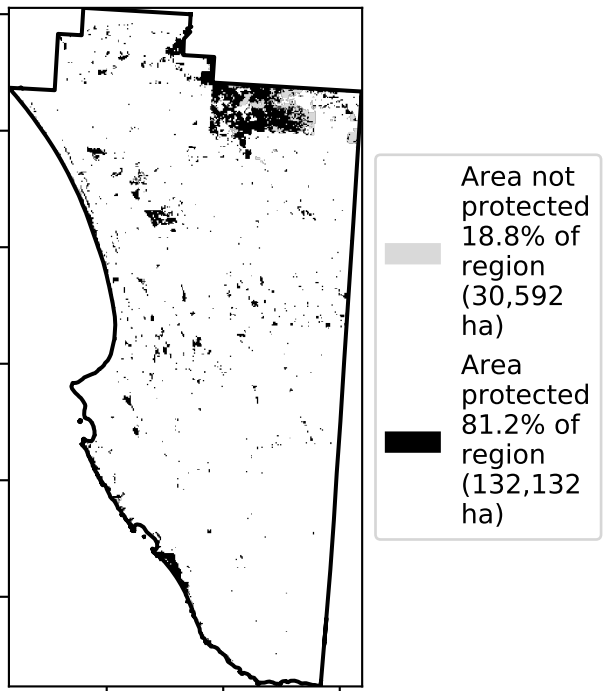 Area not
protected
18.8% of
region
(30,592
ha)
Area
protected
81.2% of
region
(132,132
ha)